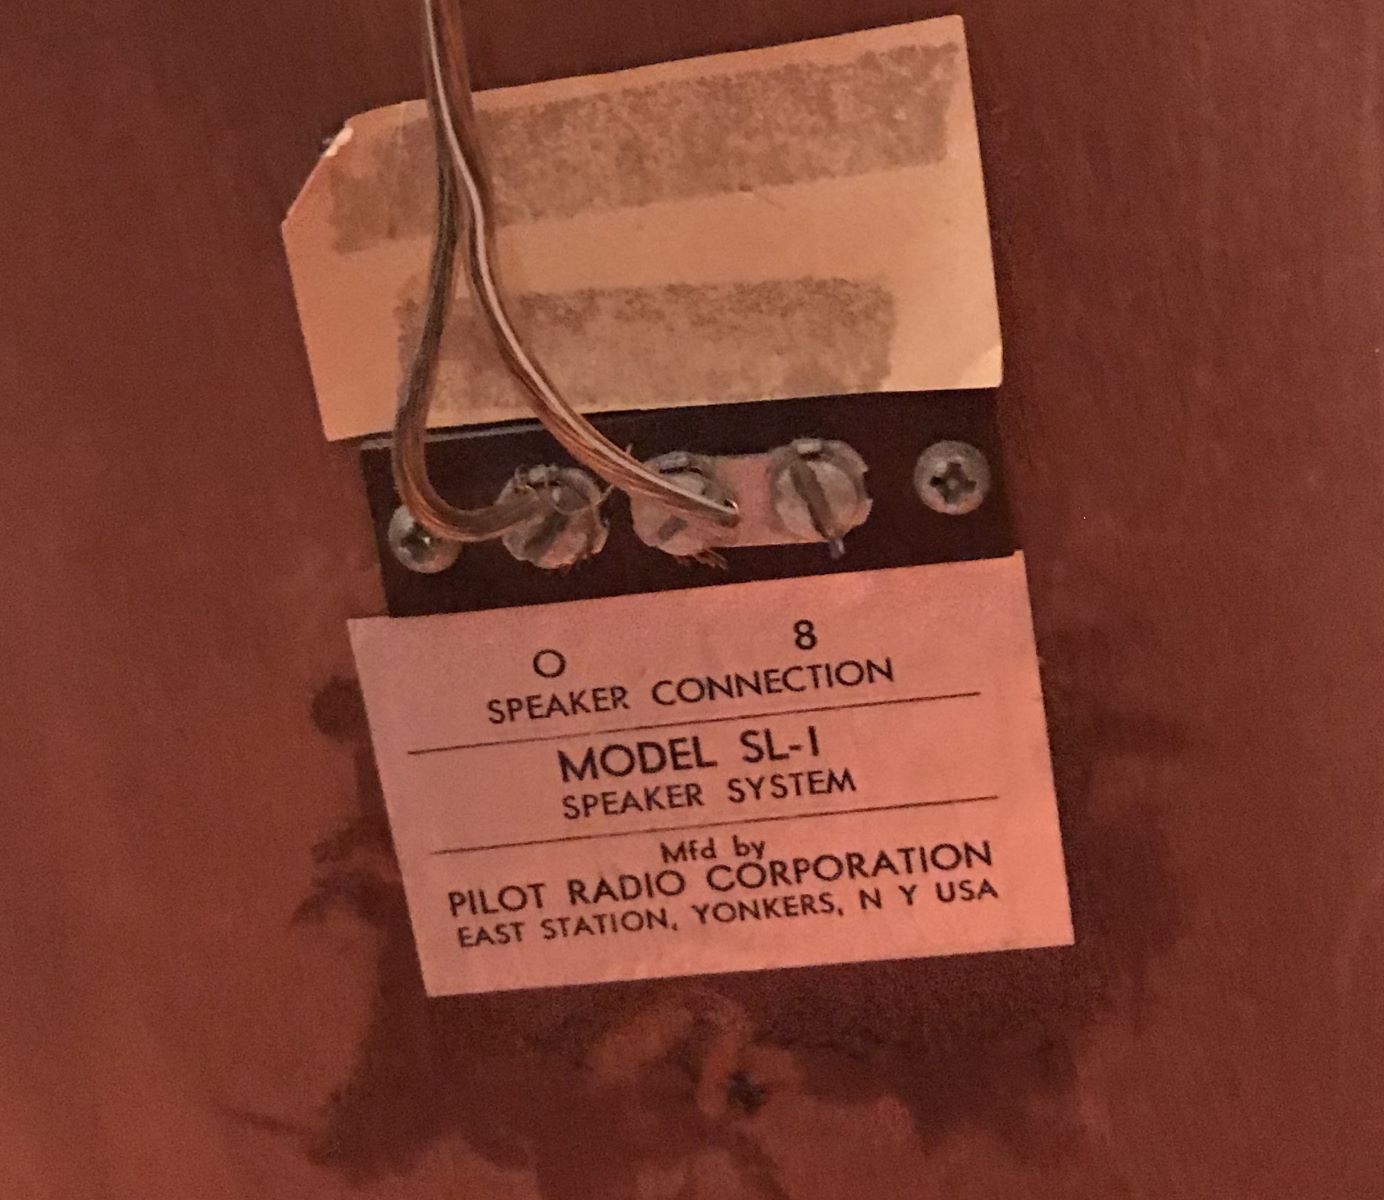 O 8
SPEAKER CONNECTION
MODEL SL-1
SPEAKER SYSTEM
Mfd by
PILOT RADIO CORPORATION
EAST STATION, YONKERS, N Y USA